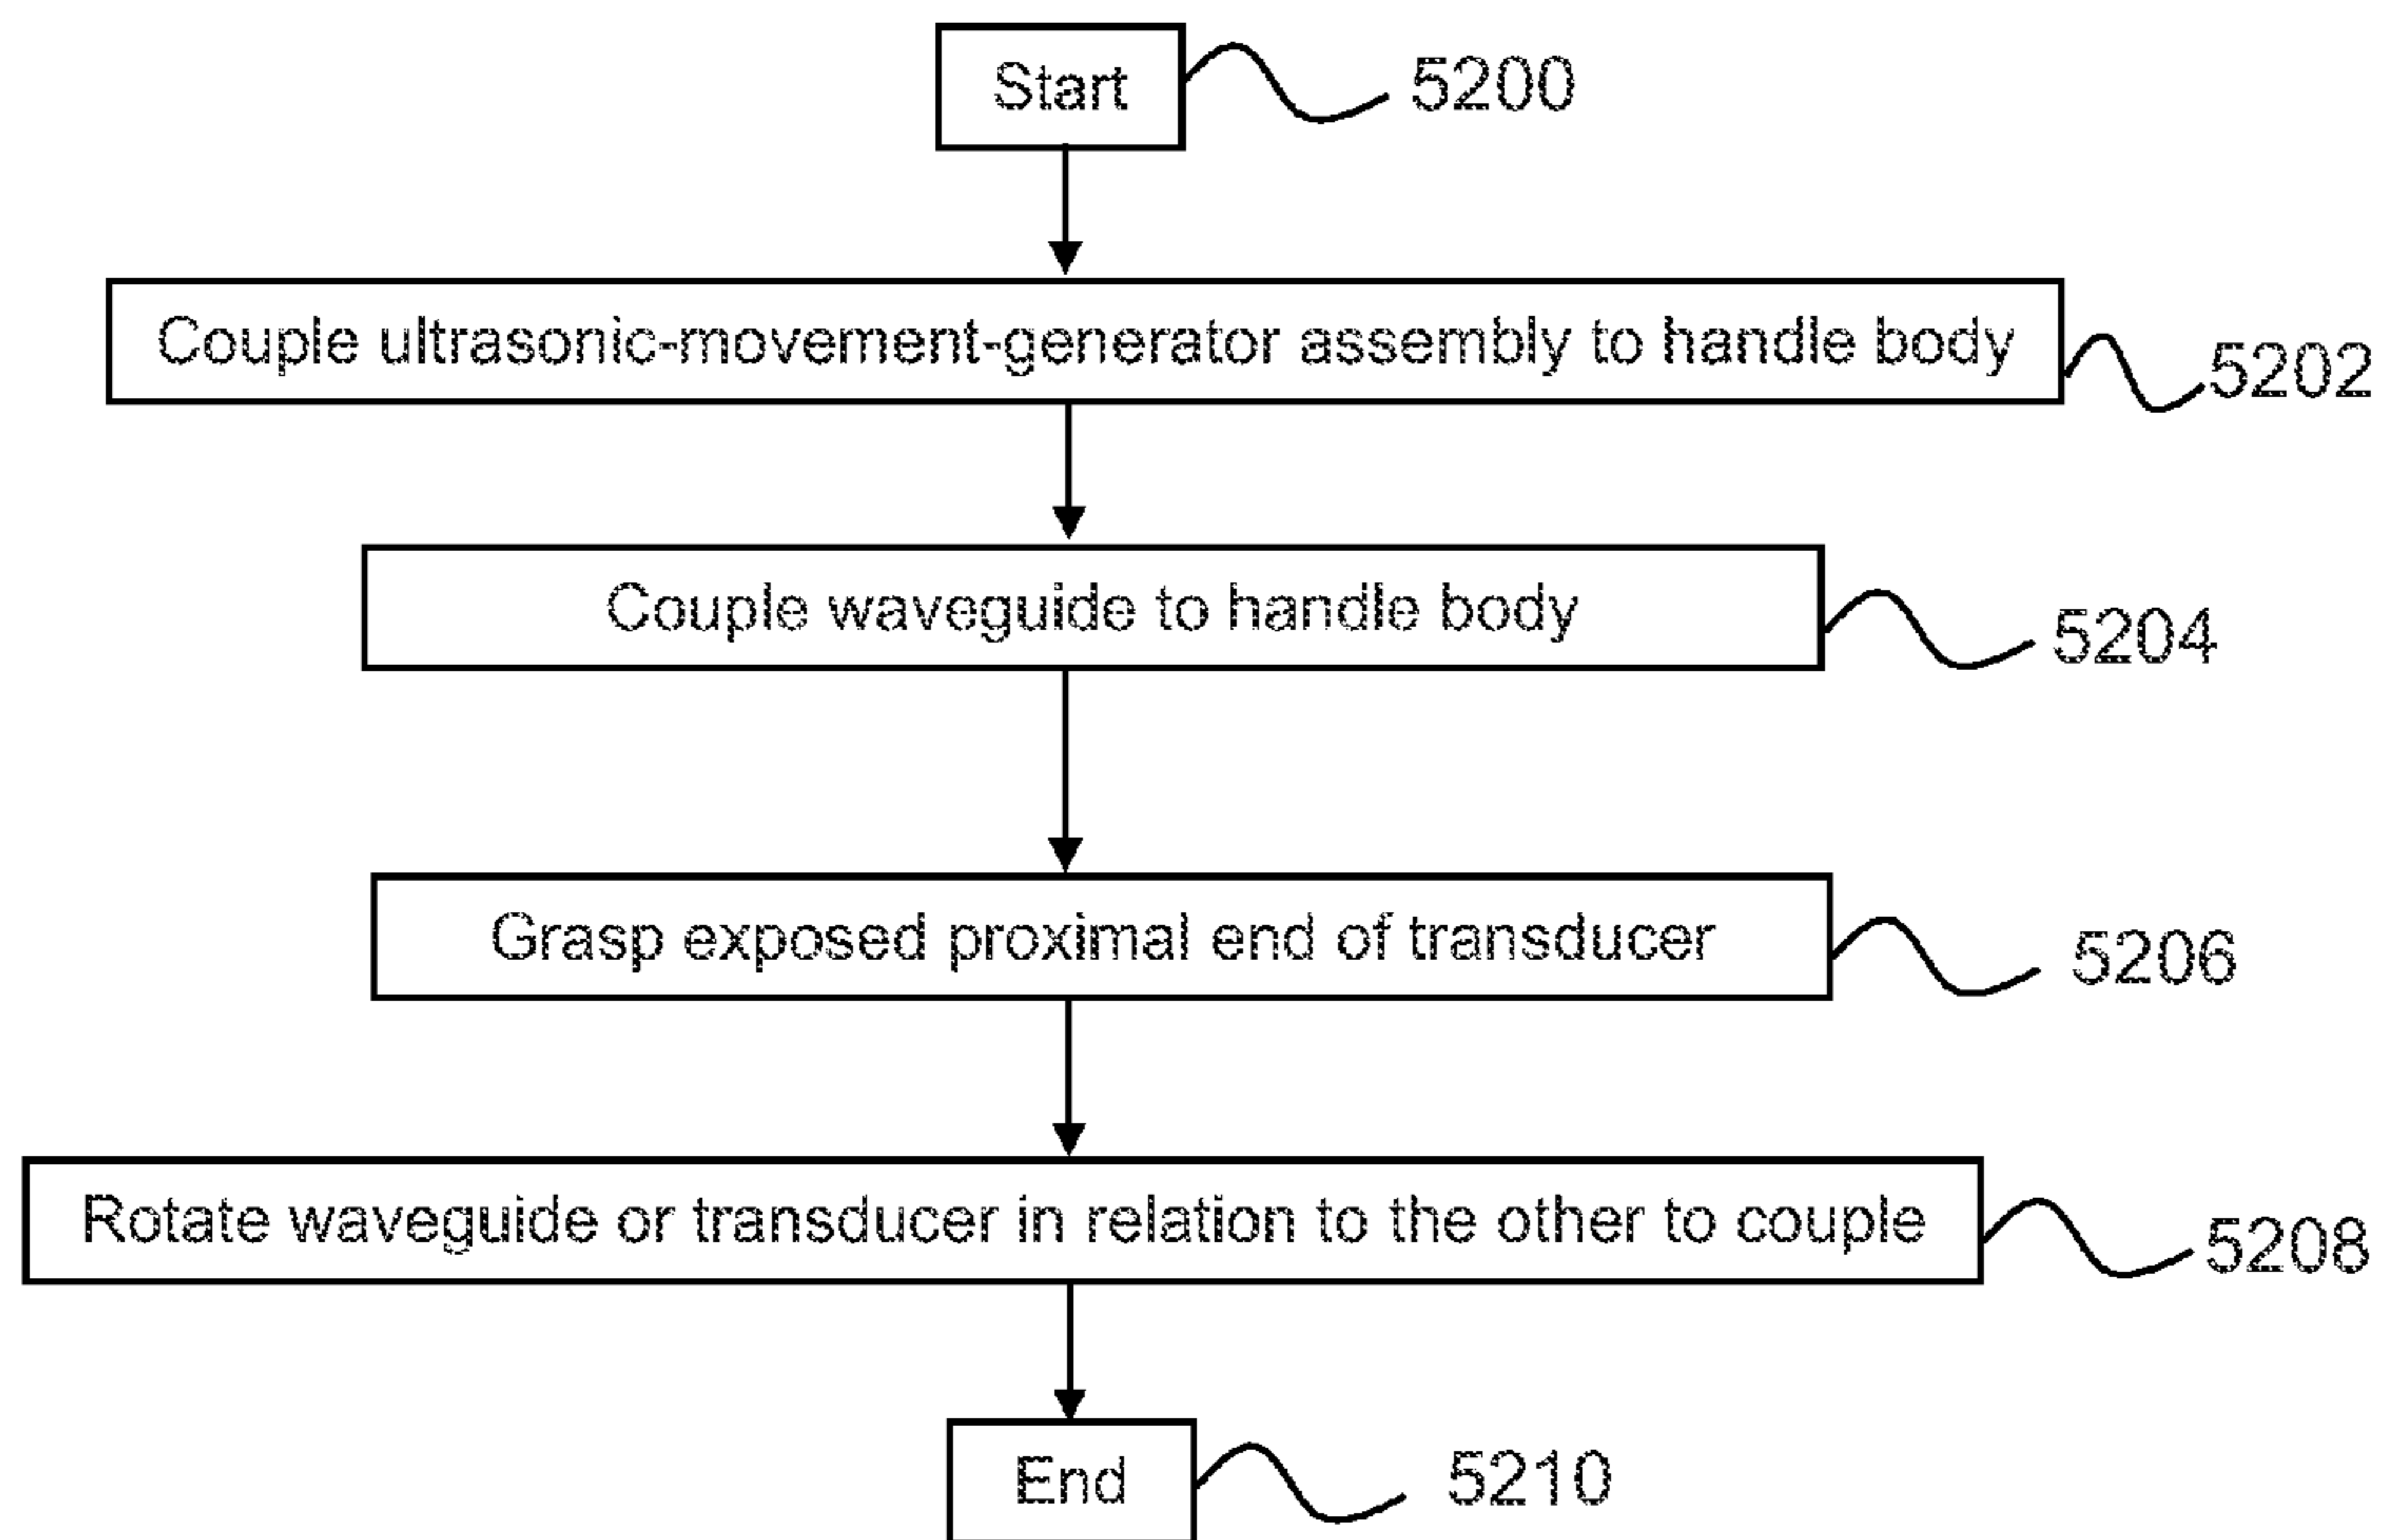 Start
5200
Couple ultrasonic-movement-generator assembly to handle body
5202
Couple waveguide to handle body
5204
Grasp exposed proximal end of transducer
5206
Rotate waveguide or transducer in relation to the other to couple
5208
End
5210